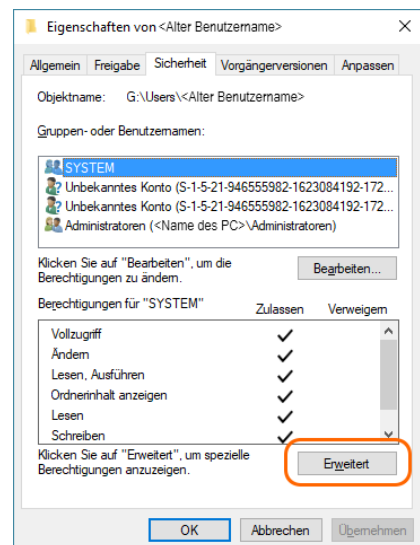 Eigenschaften von <Alter Benutzername>
Allgemein Freigabe Sicherheit Vorgängerversionen Anpassen
Objektname: G:\Users\<Alter Benutzername>
Gruppen- oder Benutzernamen:
SYSTEM
Unbekanntes Konto (S-1-5-21-946555982-1623084192-172...
Unbekanntes Konto (S-1-5-21-946555982-1623084192-172...
Administratoren (<Name des PC>\Administratoren)
Klicken Sie auf "Bearbeiten", um die
Berechtigungen zu ändern.
Bearbeiten...
Berechtigungen für "SYSTEM" Zulassen Verweigern
Vollzugriff
Ändern
Lesen, Ausführen
Ordnerinhalt anzeigen
Lesen
Schreiben
Klicken Sie auf "Erweitert", um spezielle
Berechtigungen anzuzeigen.
Erweitert
OK Abbrechen Übernehmen